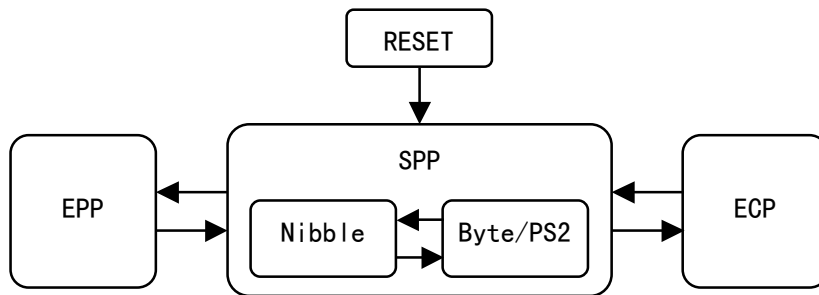 RESET
SPP
EPP
Nibble
Byte/PS2
ECP